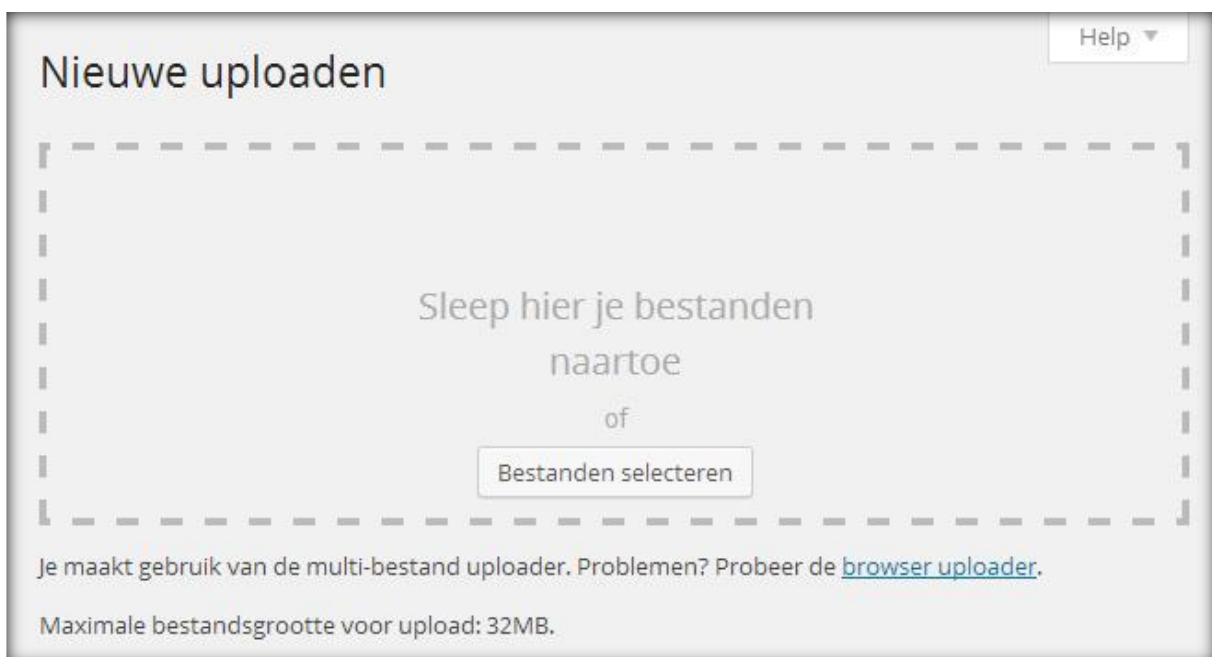 Help
Nieuwe uploaden
Sleep hier je bestanden
naartoe
of
Bestanden selecteren
Je maakt gebruik van de multi-bestand uploader. Problemen? Probeer de browser uploader.
Maximale bestandsgrootte voor upload: 32MB.